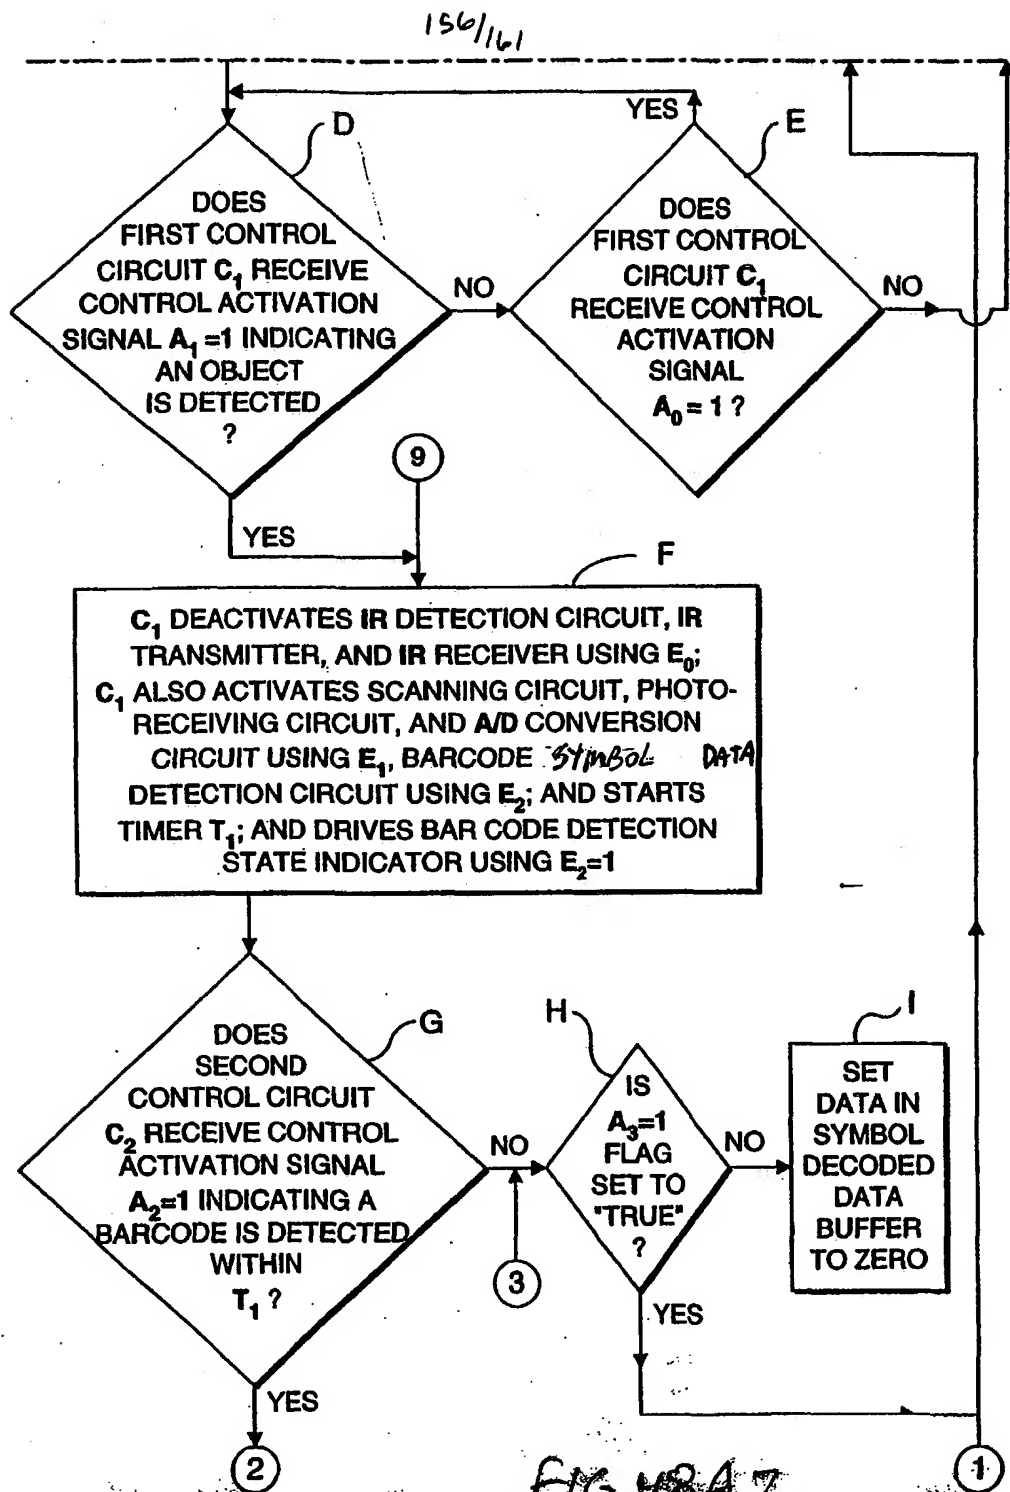 156/161
YES
D
E
DOES
FIRST CONTROL
CIRCUIT C₁ RECEIVE
CONTROL ACTIVATION
SIGNAL A₁ =1 INDICATING
AN OBJECT
IS DETECTED
?
NO
DOES
FIRST CONTROL
CIRCUIT C₁
RECEIVE CONTROL
ACTIVATION
SIGNAL
A₀ = 1 ?
NO
9
YES
F
C₁ DEACTIVATES IR DETECTION CIRCUIT, IR
TRANSMITTER, AND IR RECEIVER USING E₀;
C₁ ALSO ACTIVATES SCANNING CIRCUIT, PHOTO-
RECEIVING CIRCUIT, AND A/D CONVERSION
CIRCUIT USING E₁, BARCODE SYMBOL DATA
DETECTION CIRCUIT USING E₂; AND STARTS
TIMER T₁; AND DRIVES BAR CODE DETECTION
STATE INDICATOR USING E₂=1
G
H
I
DOES
SECOND
CONTROL CIRCUIT
C₂ RECEIVE CONTROL
ACTIVATION SIGNAL
A₂=1 INDICATING A
BARCODE IS DETECTED
WITHIN
T₁ ?
NO
3
IS
A₃=1
FLAG
SET TO
"TRUE"
?
NO
SET
DATA IN
SYMBOL
DECODED
DATA
BUFFER
TO ZERO
YES
YES
2
1
FIG. 48A2